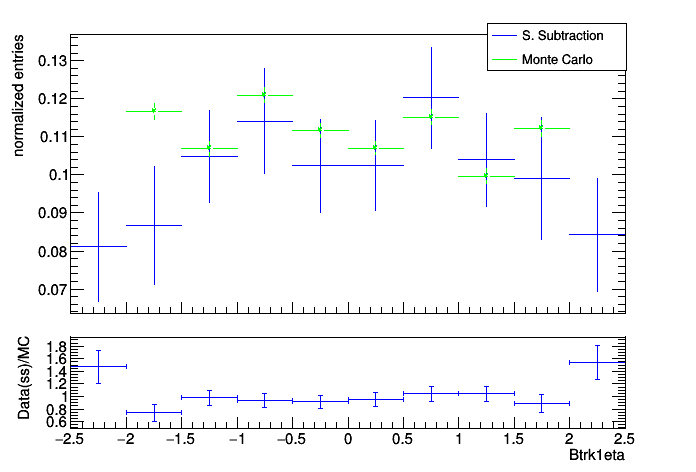 normalized entries
S. Subtraction
Monte Carlo
0.13
0.12
0.11
0.1
0.09
0.08
0.07
Data(ss)/MC
1.8
1.6
1.4
1.2
1
0.8
0.6
−2.5 −2 −1.5 −1 −0.5 0 0.5 1 1.5 2 2.5
Btrk1eta